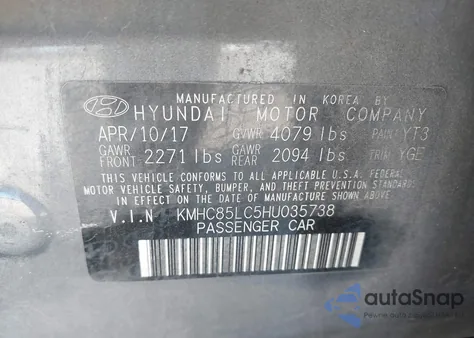 MANUFACTURED IN KOREA BY
HYUNDAI MOTOR COMPANY
APR/10/17 GVWR 4079 lbs PAINT YT3
GAWR FRONT 2271 lbs GAWR REAR 2094 lbs TRIM YGE
THIS VEHICLE CONFORMS TO ALL APPLICABLE U.S.A. FEDERAL
MOTOR VEHICLE SAFETY, BUMPER, AND THEFT PREVENTION STANDARDS
IN EFFECT ON THE DATE OF MANUFACTURE SHOWN ABOVE.
V.I.N. KMHC85LC5HU035738
PASSENGER CAR
autaSnap